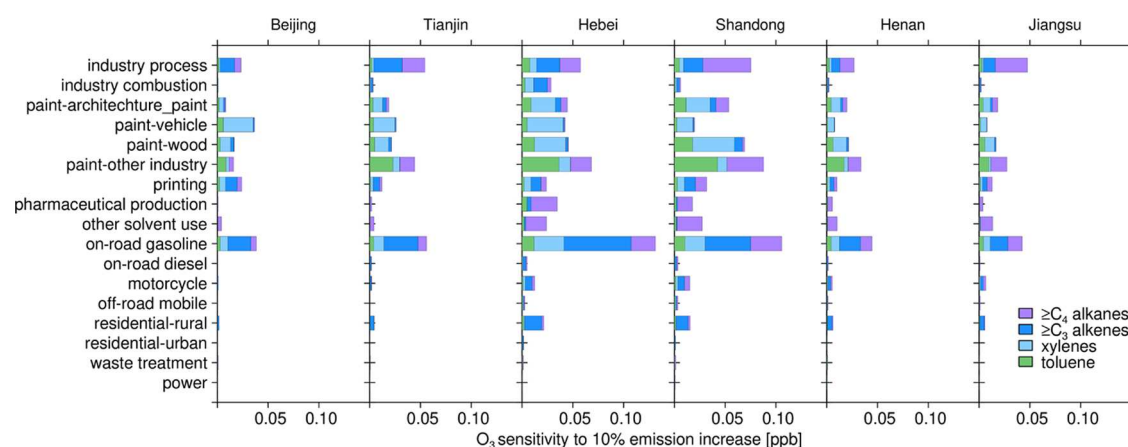 Beijing Tianjin Hebei Shandong Henan Jiangsu
industry process
industry combustion
paint-architechture_paint
paint-vehicle
paint-wood
paint-other industry
printing
pharmaceutical production
other solvent use
on-road gasoline
on-road diesel
motorcycle
off-road mobile
residential-rural
residential-urban
waste treatment
power
≥C₄ alkanes
≥C₃ alkenes
xylenes
toluene
0.05 0.10 0.05 0.10 0.05 0.10 0.05 0.10 0.05 0.10 0.05 0.10
O₃ sensitivity to 10% emission increase [ppb]